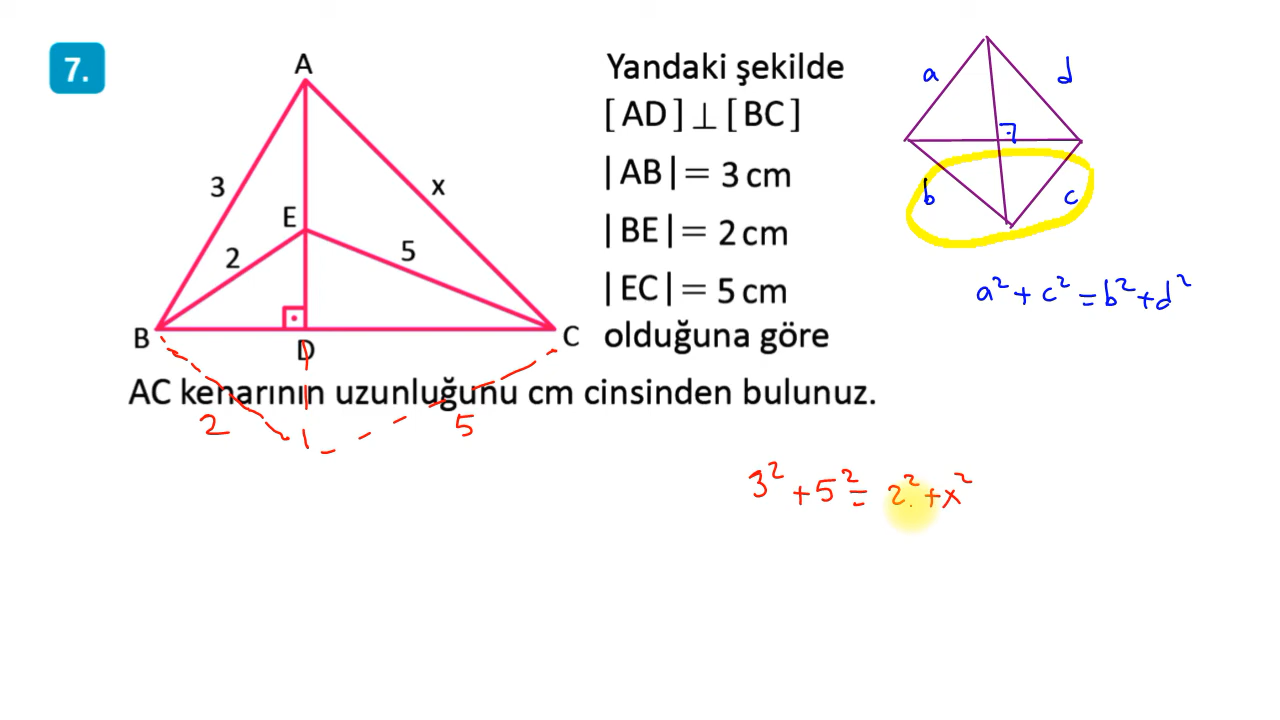 7.
A
3
x
E
2
5
B
D
C
Yandaki şekilde
[AD]⊥[BC]
|AB|= 3 cm
|BE|= 2 cm
|EC|= 5 cm
olduğuna göre
AC kenarının uzunluğunu cm cinsinden bulunuz.
2
5
a
d
b
c
a² + c² = b² + d²
3² + 5² = 2² + x²